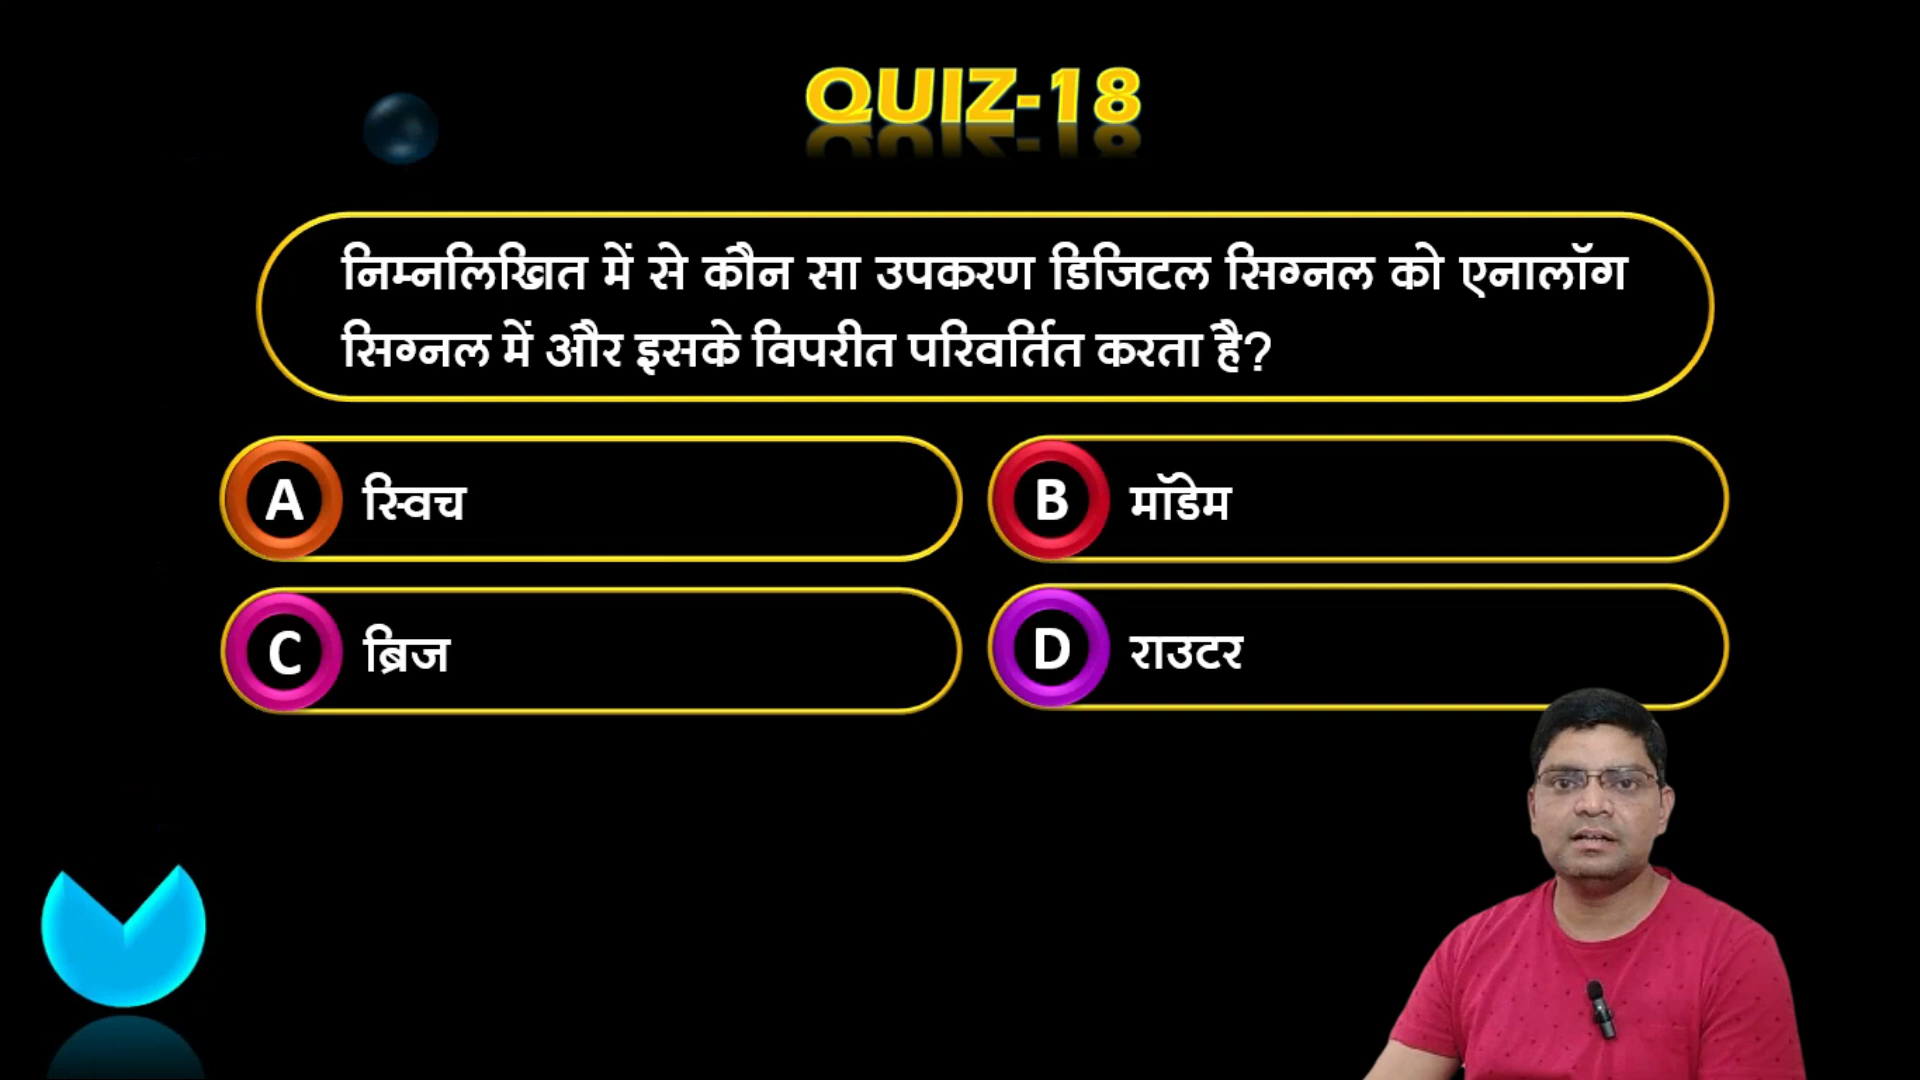 QUIZ-18
निम्नलिखित में से कौन सा उपकरण डिजिटल सिग्नल को एनालॉग
सिग्नल में और इसके विपरीत परिवर्तित करता है?
A स्विच
B मॉडेम
C ब्रिज
D राउटर